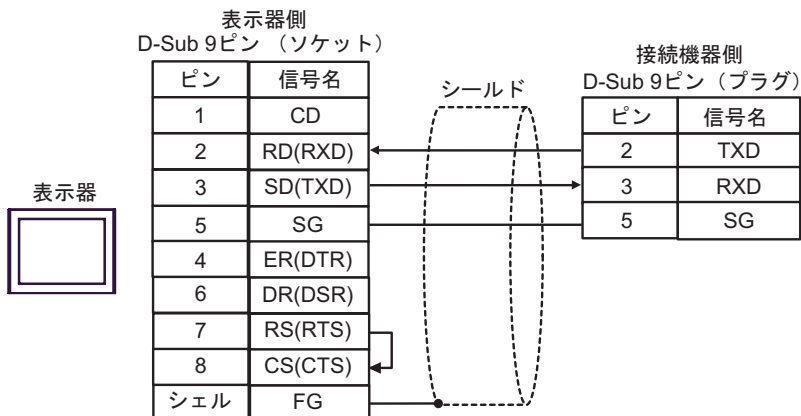 表示器側
D-Sub 9ピン （ソケット）
ピン 信号名
1 CD
2 RD(RXD)
3 SD(TXD)
5 SG
4 ER(DTR)
6 DR(DSR)
7 RS(RTS)
8 CS(CTS)
シェル FG
表示器
シールド
接続機器側
D-Sub 9ピン（プラグ）
ピン 信号名
2 TXD
3 RXD
5 SG